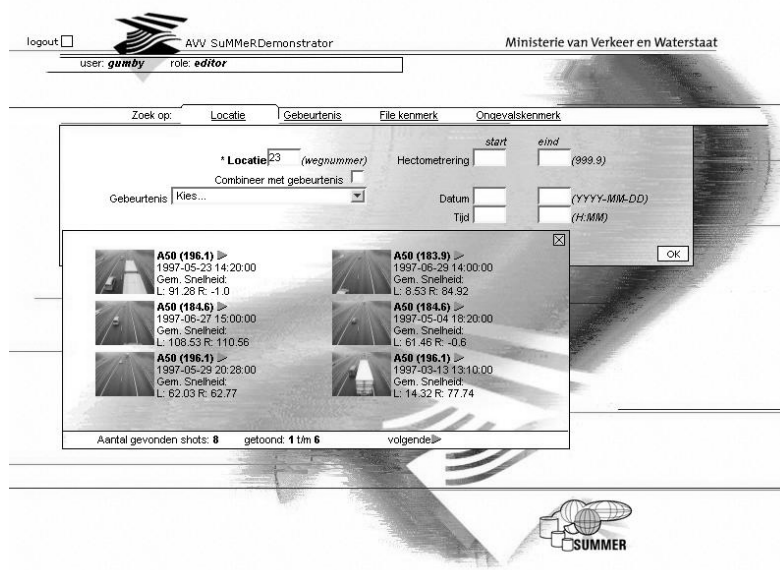 logout
AVV SuMMeRDemonstrator
Ministerie van Verkeer en Waterstaat
user: gumby role: editor
Zoek op: Locatie Gebeurtenis File kenmerk Ongevalskenmerk
start eind
* Locatie 23 (wegnummer) Hectometrering (999.9)
Combineer met gebeurtenis
Gebeurtenis Kies... Datum (YYYY-MM-DD)
Tijd (H:MM)
OK
A50 (196.1)
1997-05-23 14:20:00
Gem. Snelheid:
L: 91.28 R: -1.0
A50 (183.9)
1997-06-29 14:00:00
Gem. Snelheid:
L: 8.53 R: 84.92
A50 (184.6)
1997-06-27 15:00:00
Gem. Snelheid:
L: 108.53 R: 110.56
A50 (184.6)
1997-05-04 18:20:00
Gem. Snelheid:
L: 61.46 R: -0.6
A50 (196.1)
1997-05-29 20:28:00
Gem. Snelheid:
L: 62.03 R: 62.77
A50 (196.1)
1997-03-13 13:10:00
Gem. Snelheid:
L: 14.32 R: 77.74
Aantal gevonden shots: 8 getoond: 1 t/m 6 volgende
SUMMER